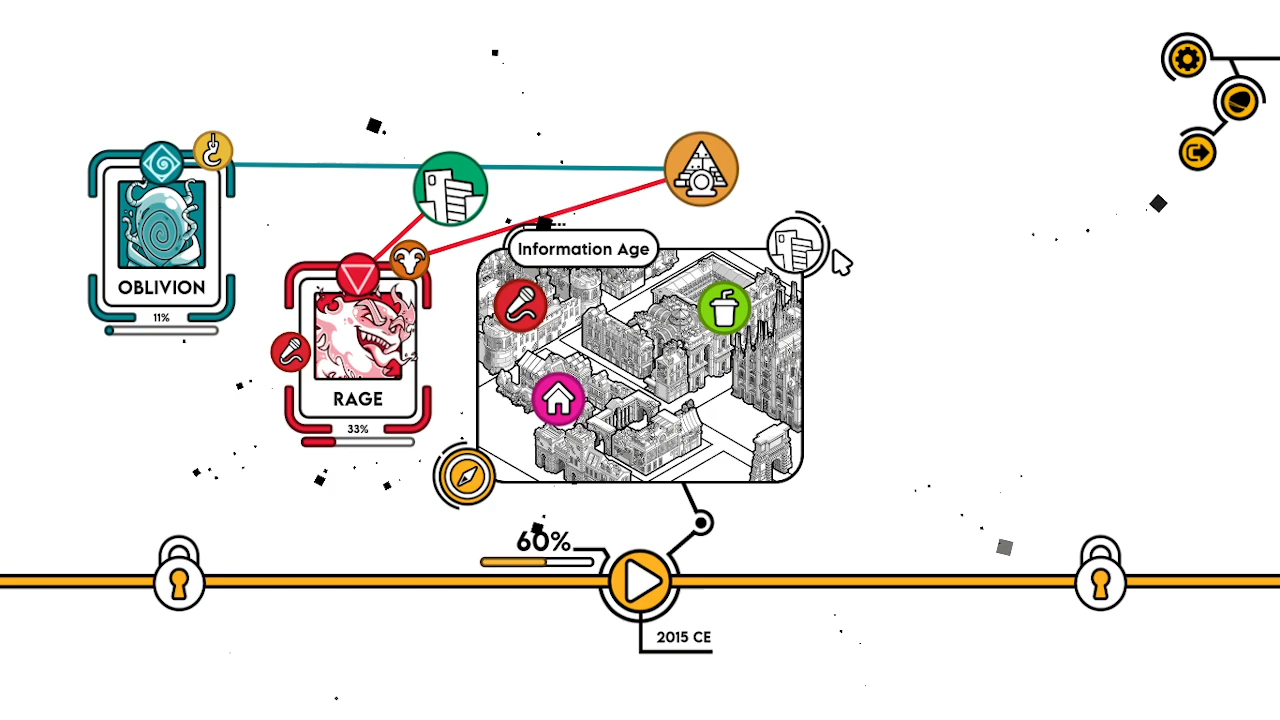 Information Age
OBLIVION
11%
RAGE
33%
60%
2015 CE